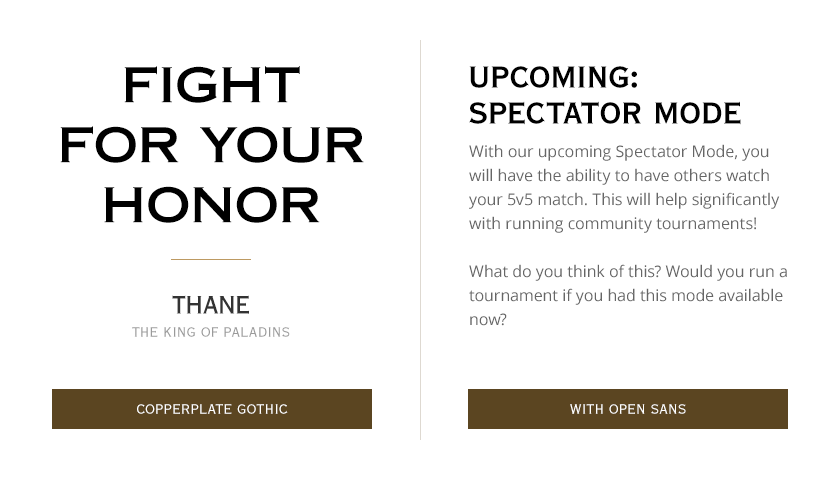 FIGHT
FOR YOUR
HONOR
THANE
THE KING OF PALADINS
COPPERPLATE GOTHIC
UPCOMING:
SPECTATOR MODE
With our upcoming Spectator Mode, you
will have the ability to have others watch
your 5v5 match. This will help significantly
with running community tournaments!
What do you think of this? Would you run a
tournament if you had this mode available
now?
WITH OPEN SANS